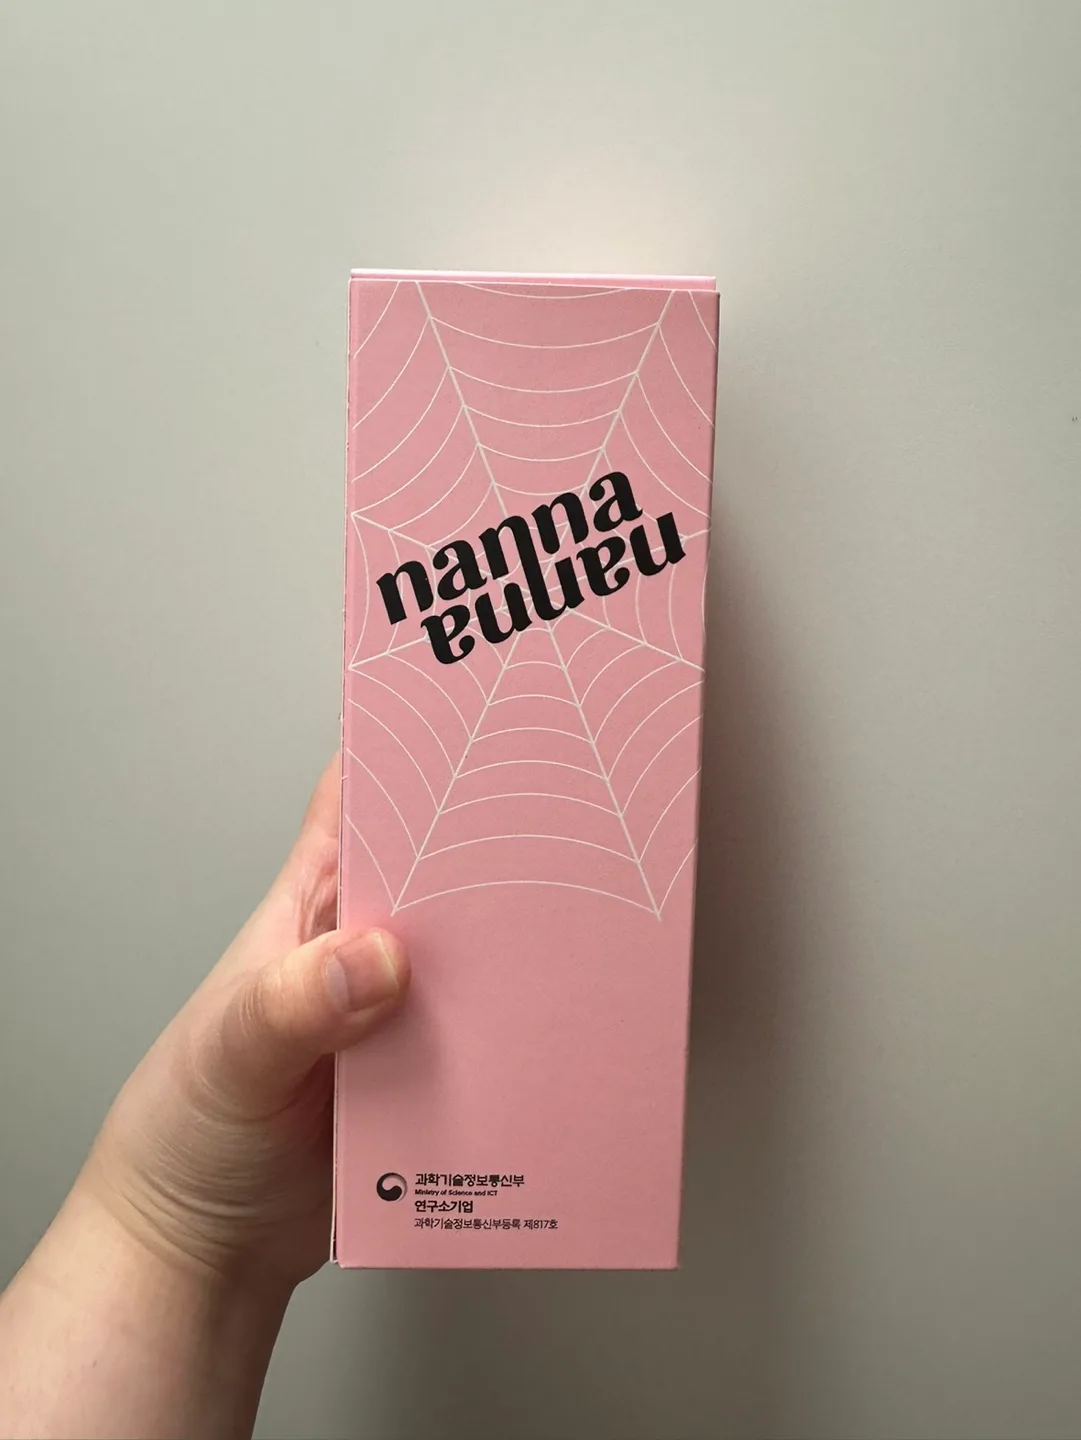 nanna
nanna
과학기술정보통신부
Ministry of Science and ICT
연구소기업
과학기술정보통신부등록 제817호